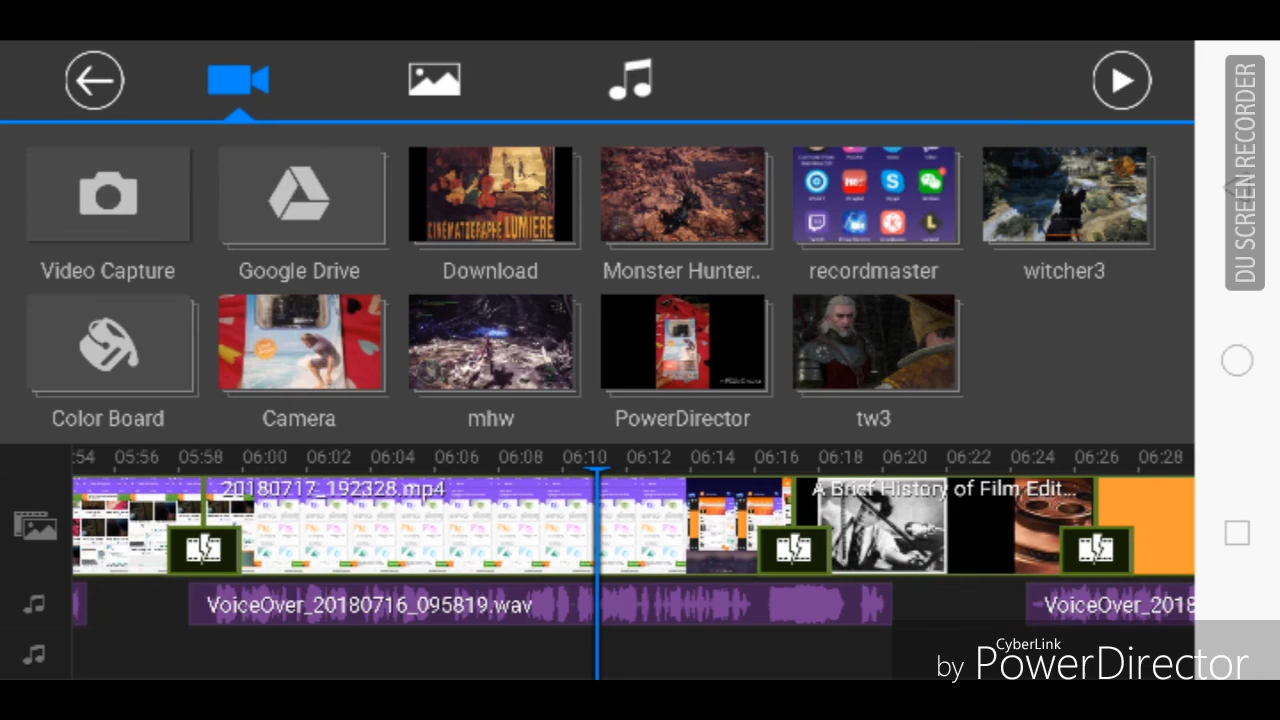 DU SCREEN RECORDER
CINEMATOGRAPHE LUMIERE
Video Capture
Google Drive
Download
Monster Hunter..
recordmaster
witcher3
Color Board
Camera
mhw
PowerDirector
tw3
:54 05:56 05:58 06:00 06:02 06:04 06:06 06:08 06:10 06:12 06:14 06:16 06:18 06:20 06:22 06:24 06:26 06:28
20180717_192328.mp4
A Brief History of Film Edit...
VoiceOver_20180716_095819.wav
VoiceOver_2018
CyberLink
by PowerDirector